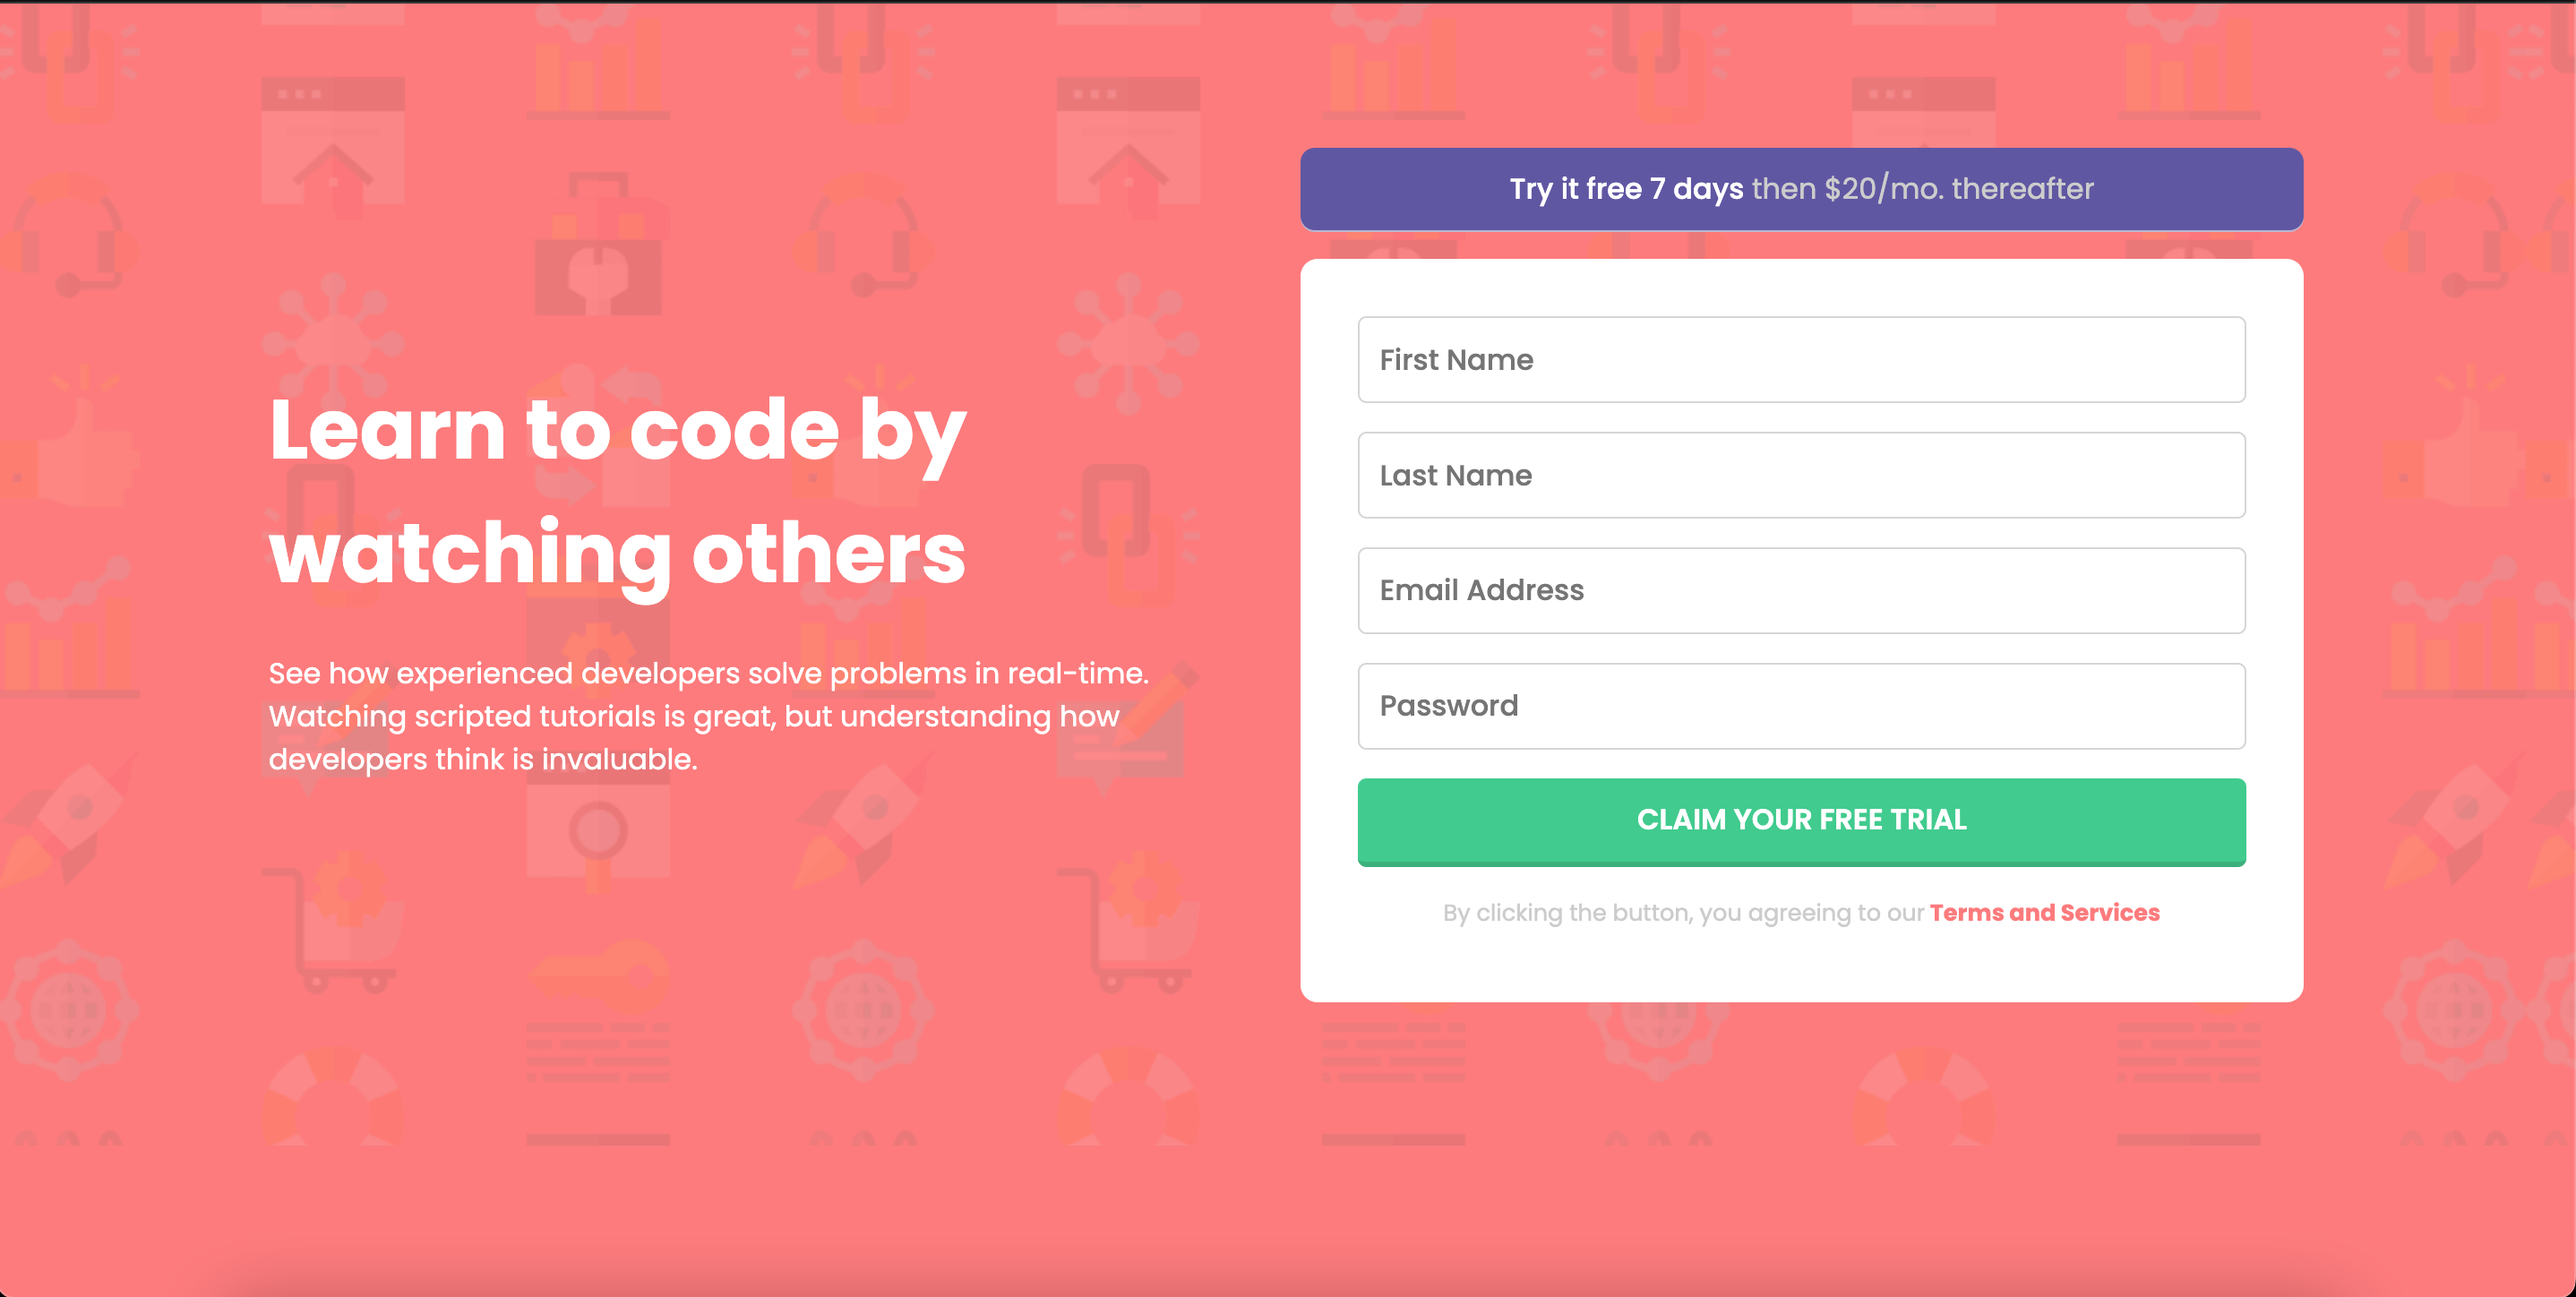 Learn to code by
watching others
See how experienced developers solve problems in real-time.
Watching scripted tutorials is great, but understanding how
developers think is invaluable.
Try it free 7 days then $20/mo. thereafter
First Name
Last Name
Email Address
Password
CLAIM YOUR FREE TRIAL
By clicking the button, you agreeing to our Terms and Services